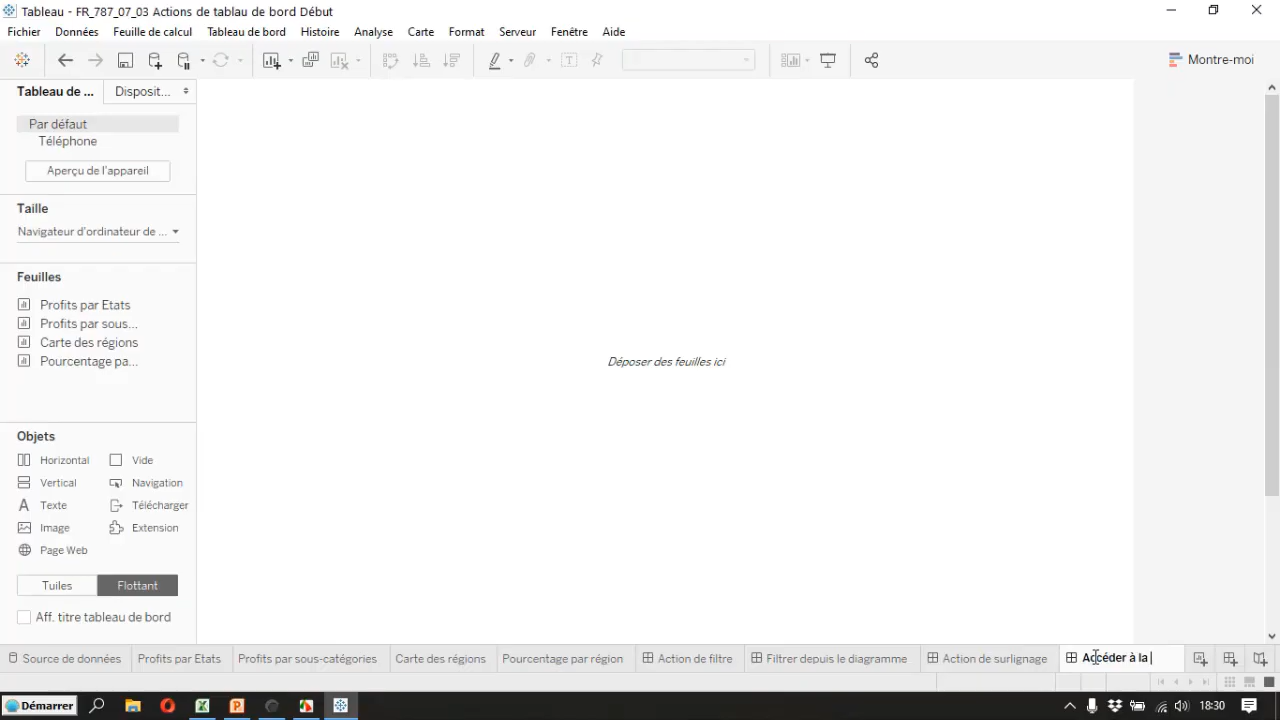 Tableau - FR_787_07_03 Actions de tablau de bord Début
Fichier Données Feuille de calcul Tableau de bord Histoire Analyse Carte Format Serveur Fenêtre Aide
Montre-moi
Tableau de ... Disposit...
Par défaut
Téléphone
Aperçu de l'appareil
Taille
Navigateur d'ordinateur de ...
Feuilles
Profits par Etats
Profits par sous...
Carte des régions
Pourcentage pa...
Déposer des feuilles ici
Objets
Horizontal Vide
Vertical Navigation
Texte Télécharger
Image Extension
Page Web
Tuiles Flottant
Aff. titre tableau de bord
Source de données Profits par Etats Profits par sous-catégories Carte des régions Pourcentage par région Action de filtre Filtrer depuis le diagramme Action de surlignage Accéder à la
Démarrer 18:30